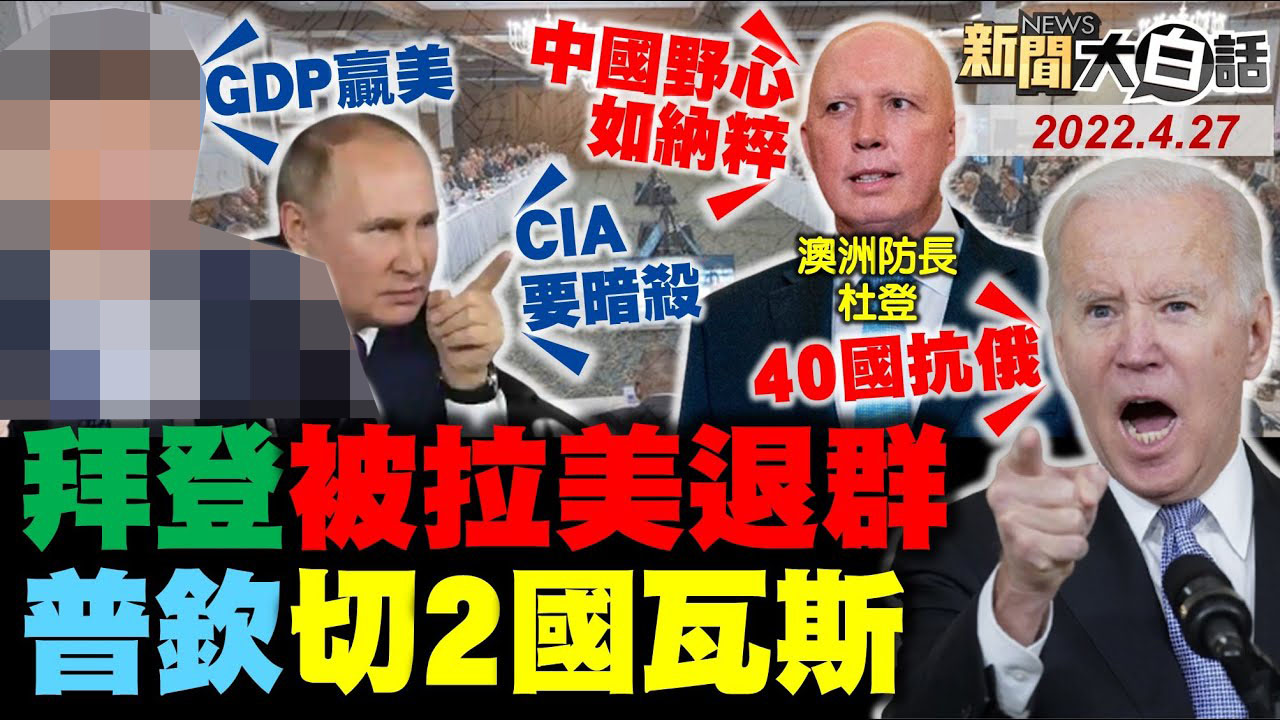 GDP贏美
中國野心
如納粹
NEWS
新聞大白話
2022.4.27
CIA
要暗殺
澳洲防長
杜登
40國抗俄
拜登被拉美退群
普欽切2國瓦斯